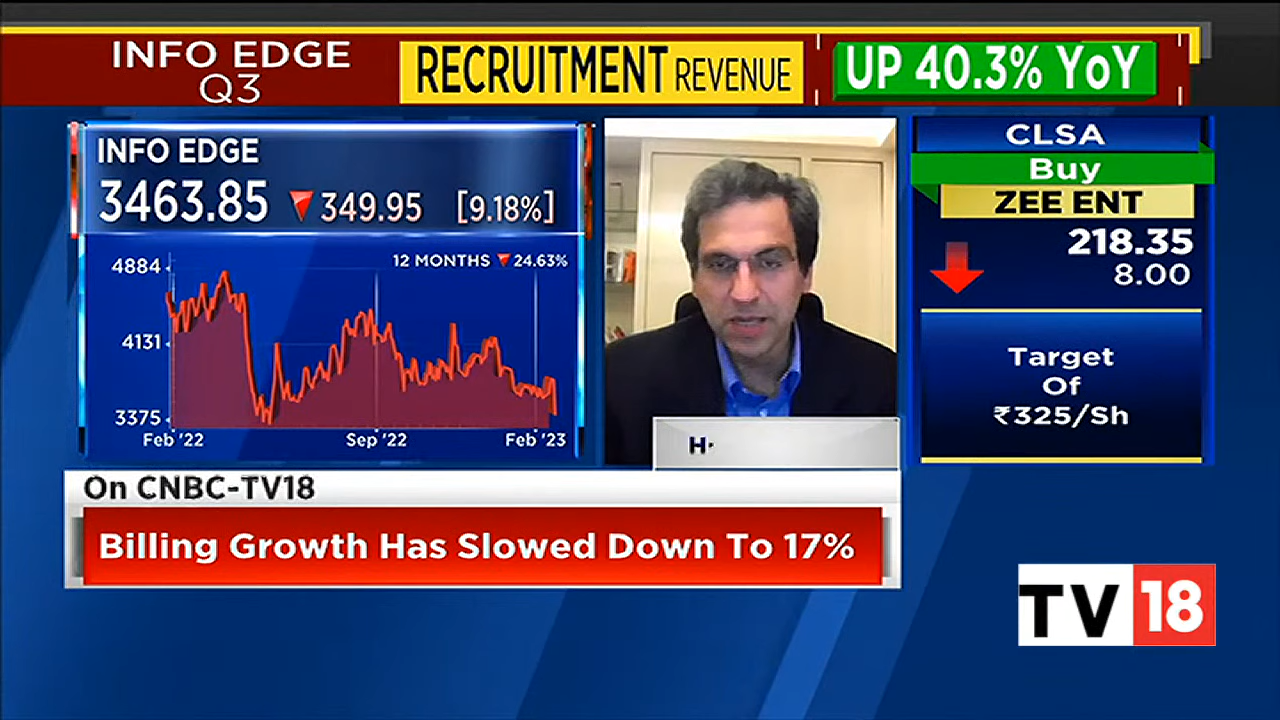 INFO EDGE
Q3
RECRUITMENT REVENUE
UP 40.3% YoY
INFO EDGE
3463.85 ▼ 349.95 [9.18%]
12 MONTHS ▼ 24.63%
4884
4131
3375
Feb '22 Sep '22 Feb '23
H
CLSA
Buy
ZEE ENT
218.35
8.00
Target
Of
₹325/Sh
On CNBC-TV18
Billing Growth Has Slowed Down To 17%
TV18